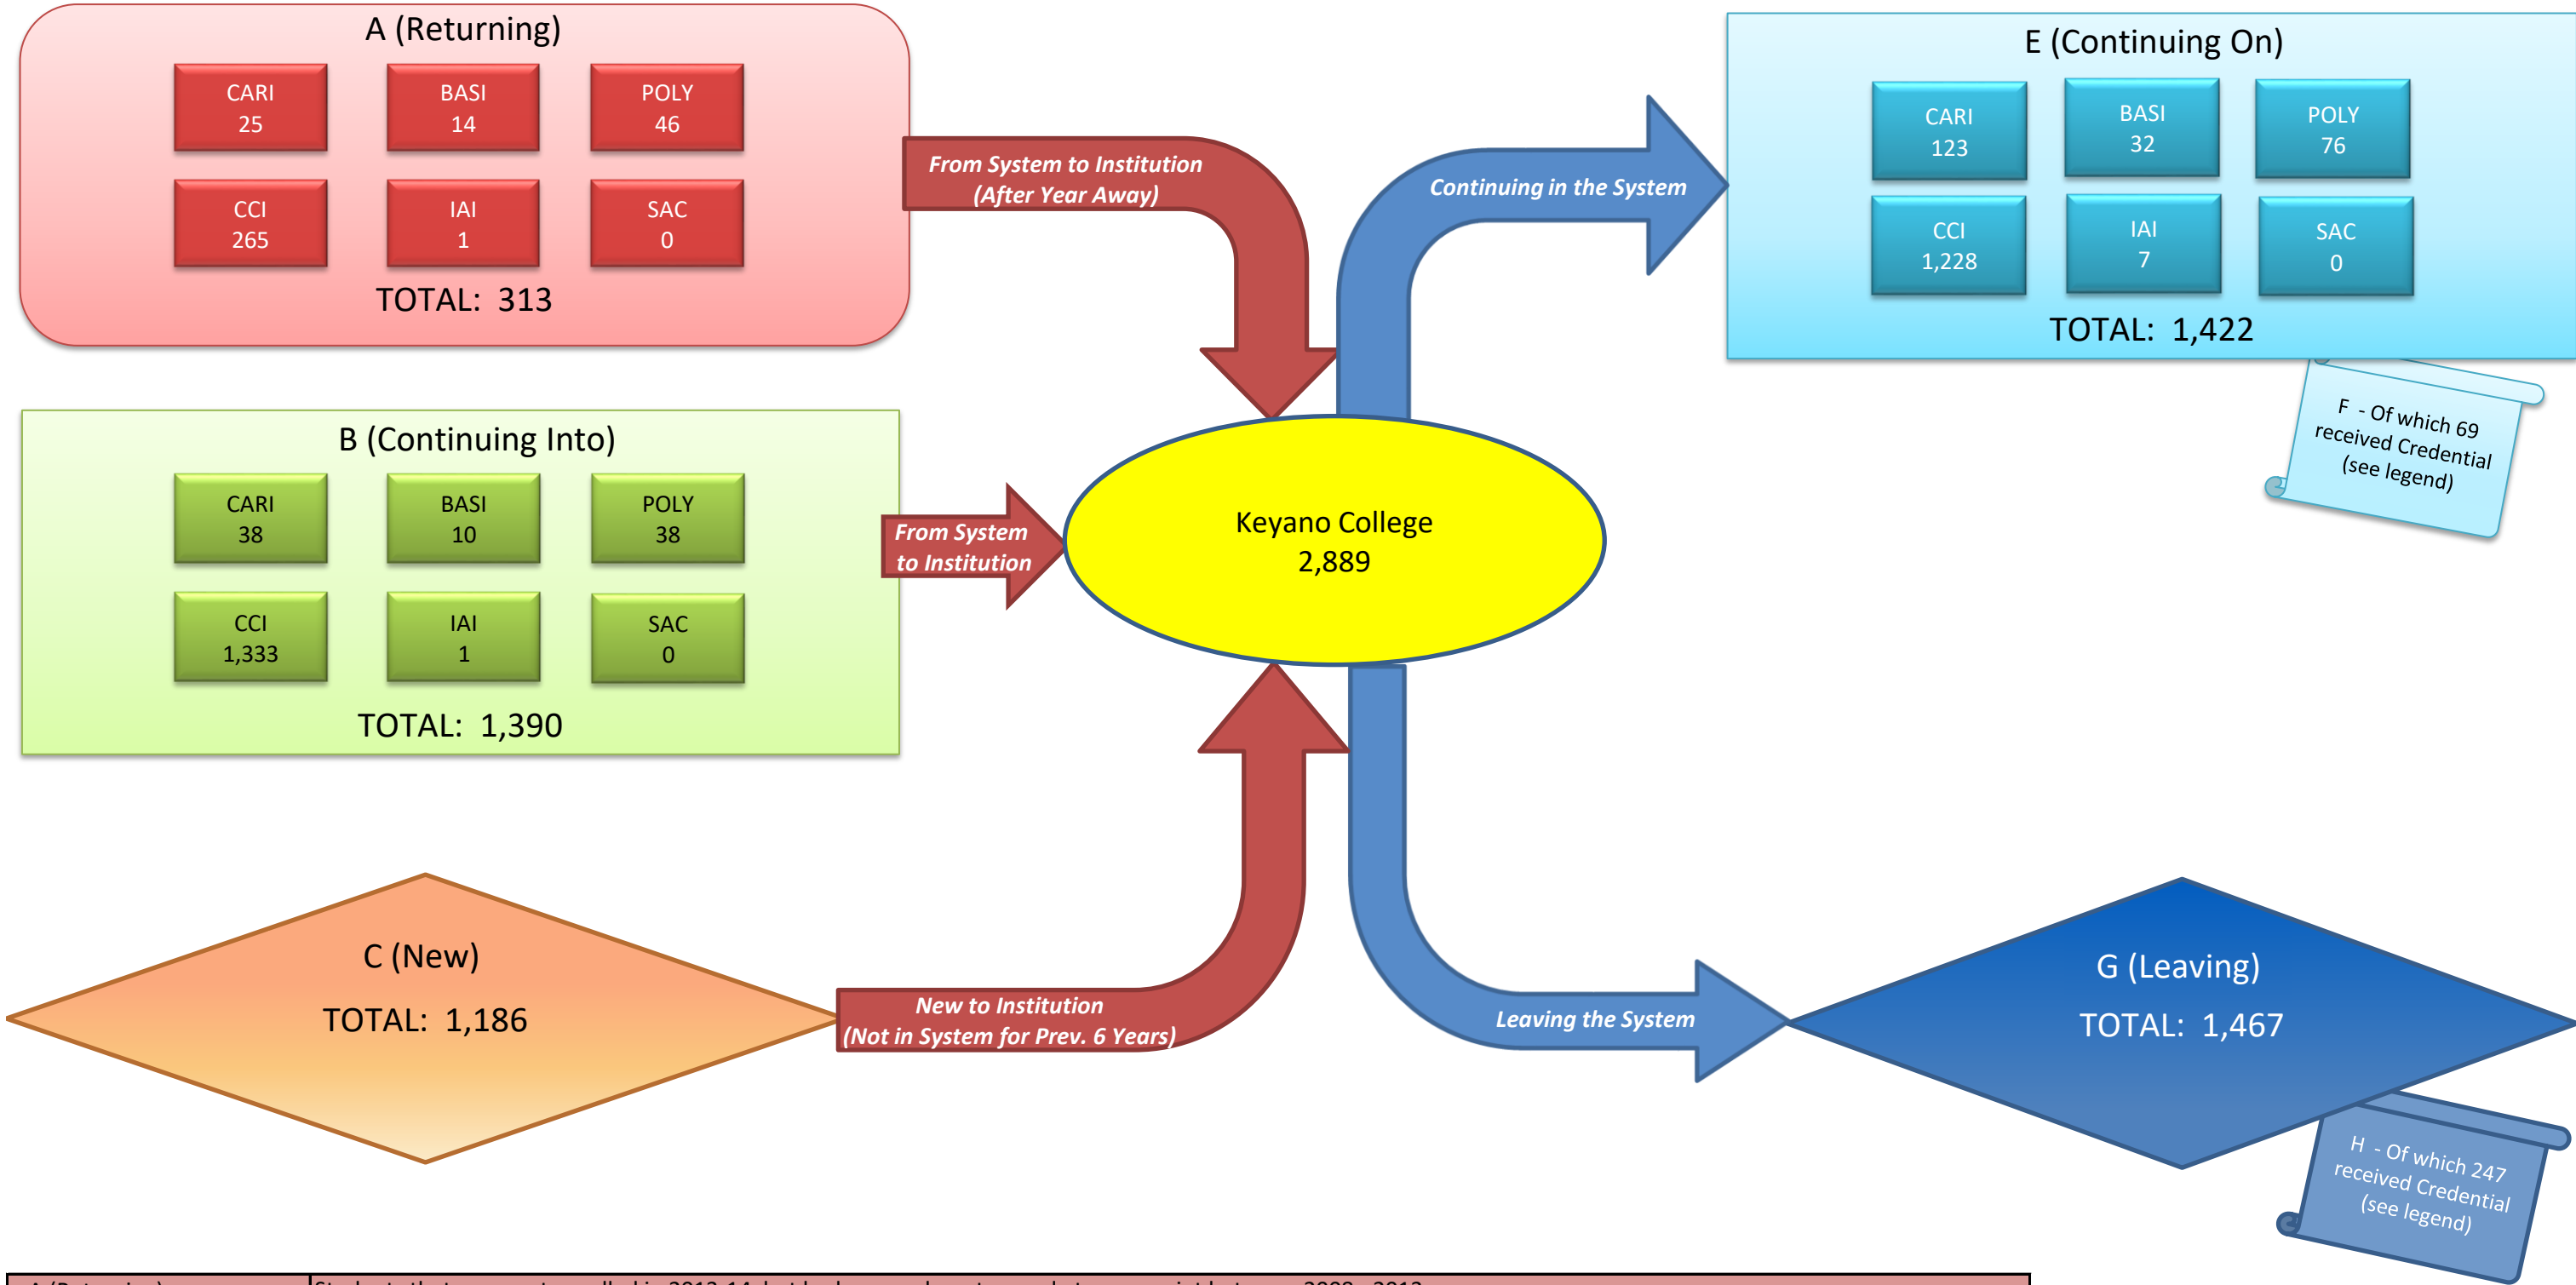 A (Returning)
CARI
25
BASI
14
POLY
46
CCI
265
IAI
1
SAC
0
TOTAL: 313
From System to Institution
(After Year Away)
Continuing in the System
E (Continuing On)
CARI
123
BASI
32
POLY
76
CCI
1,228
IAI
7
SAC
0
TOTAL: 1,422
F - Of which 69
received Credential
(see legend)
B (Continuing Into)
CARI
38
BASI
10
POLY
38
CCI
1,333
IAI
1
SAC
0
TOTAL: 1,390
From System
to Institution
Keyano College
2,889
C (New)
TOTAL: 1,186
New to Institution
(Not in System for Prev. 6 Years)
Leaving the System
G (Leaving)
TOTAL: 1,467
H - Of which 247
received Credential
(see legend)
A (Returning)